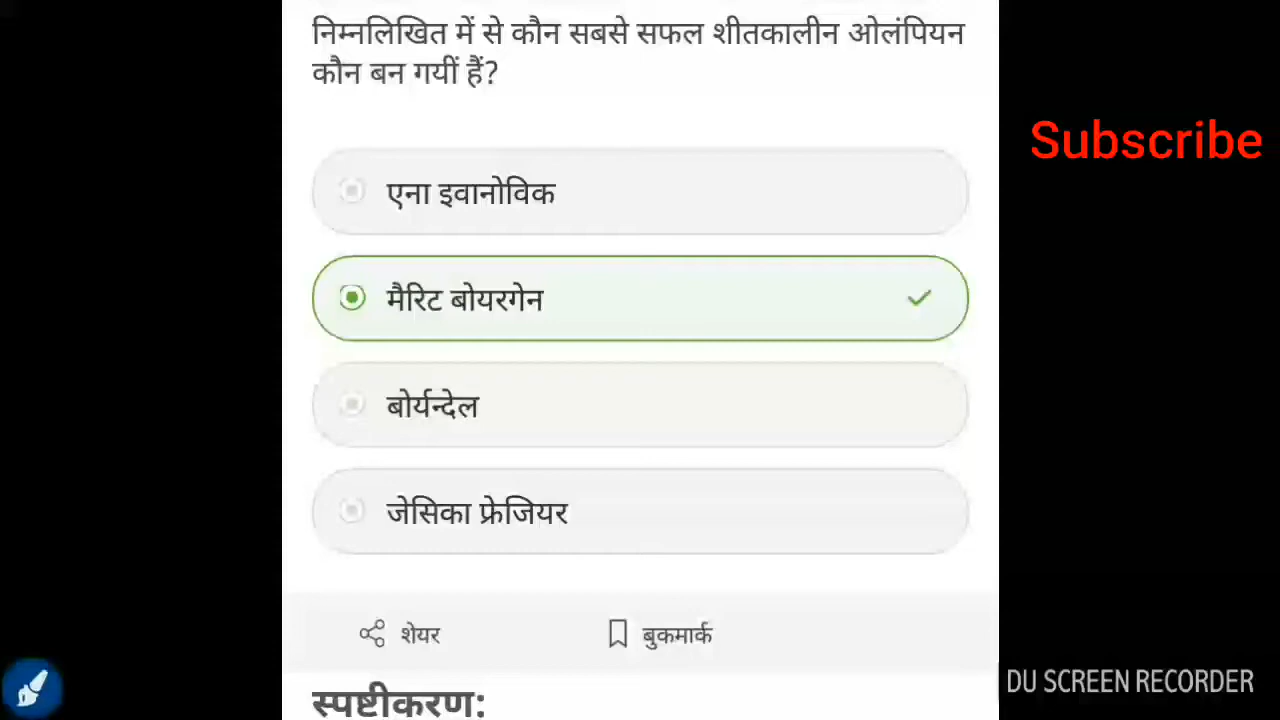 निम्नलिखित में से कौन सबसे सफल शीतकालीन ओलंपियन
कौन बन गयीं हैं?
Subscribe
एना इवानोविक
मैरिट बोयरगेन
बोर्यन्देल
जेसिका फ्रेजियर
शेयर
बुकमार्क
DU SCREEN RECORDER
स्पष्टीकरण: